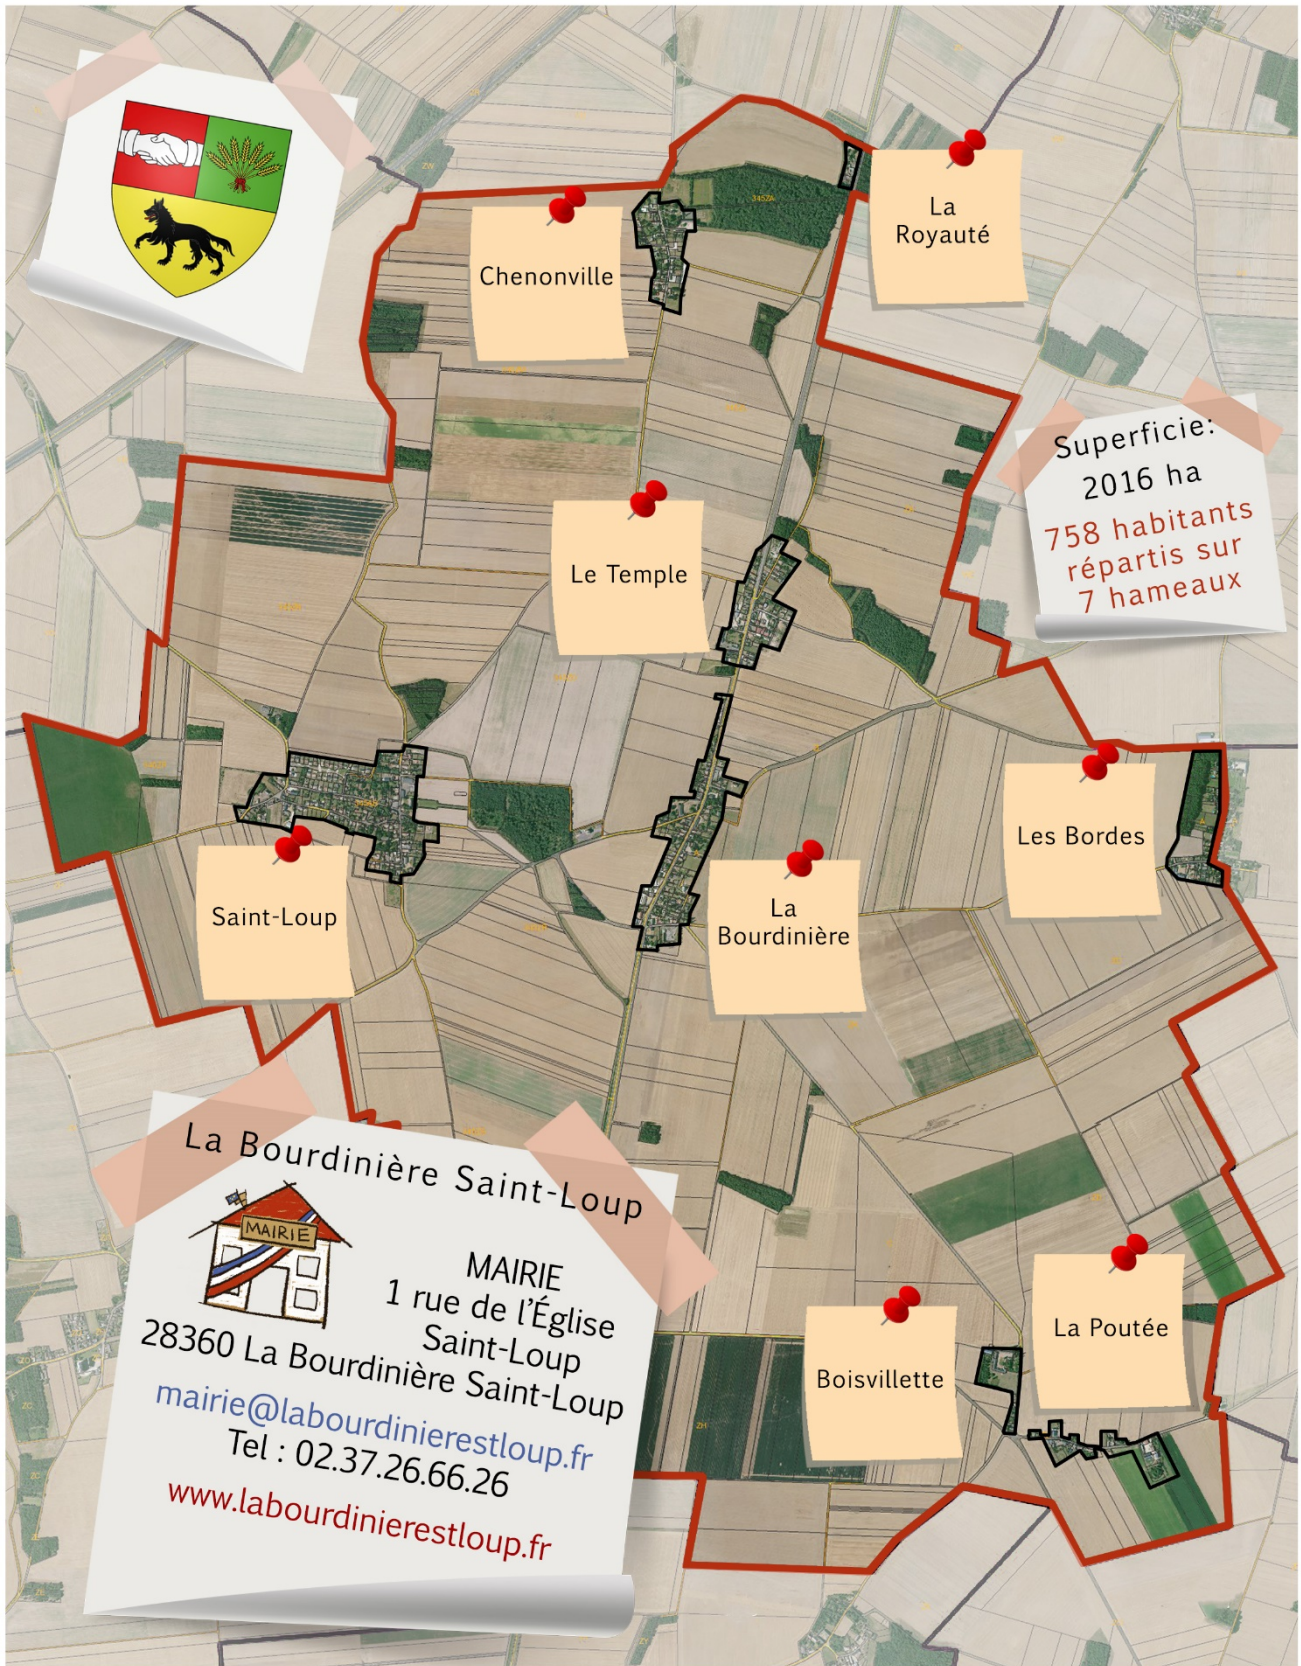 La
Royauté
Chenonville
Superficie:
2016 ha
758 habitants
répartis sur
7 hameaux
Le Temple
Les Bordes
Saint-Loup
La
Bourdinière
La Bourdinière Saint-Loup
MAIRIE
MAIRIE
1 rue de l'Église
Saint-Loup
28360 La Bourdinière Saint-Loup
mairie@labourdinierestloup.fr
Tel : 02.37.26.66.26
www.labourdinierestloup.fr
La Poutée
Boisvillette